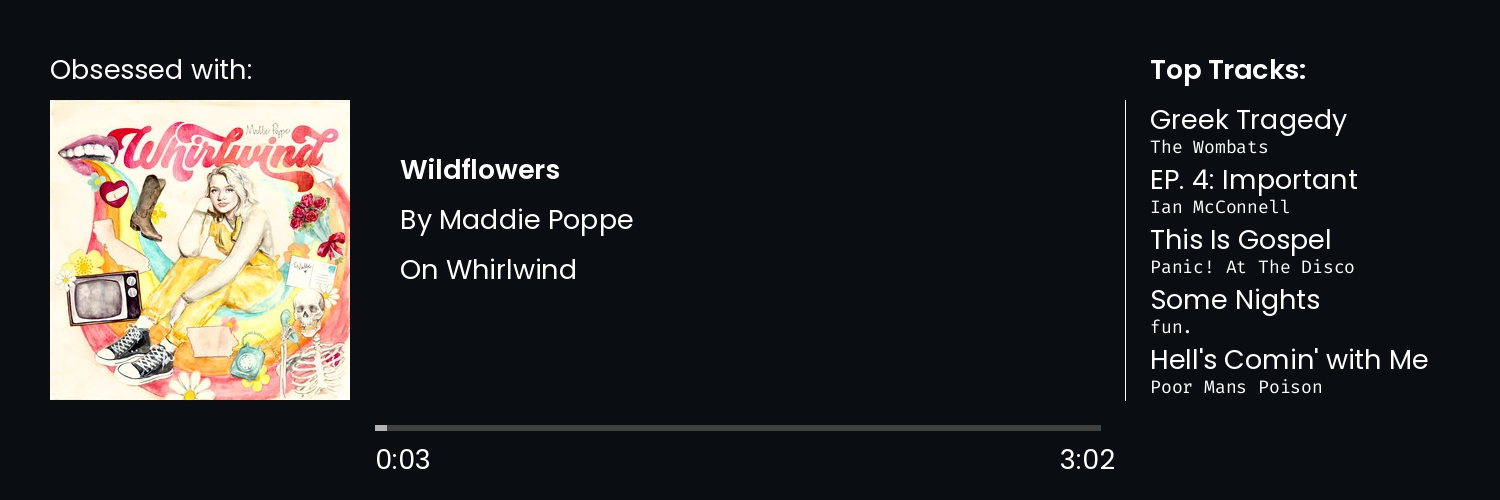 Obsessed with:
Maddie Poppe
Whirlwind
Wildflowers
By Maddie Poppe
On Whirlwind
0:03
3:02
Top Tracks:
Greek Tragedy
The Wombats
EP. 4: Important
Ian McConnell
This Is Gospel
Panic! At The Disco
Some Nights
fun.
Hell's Comin' with Me
Poor Mans Poison